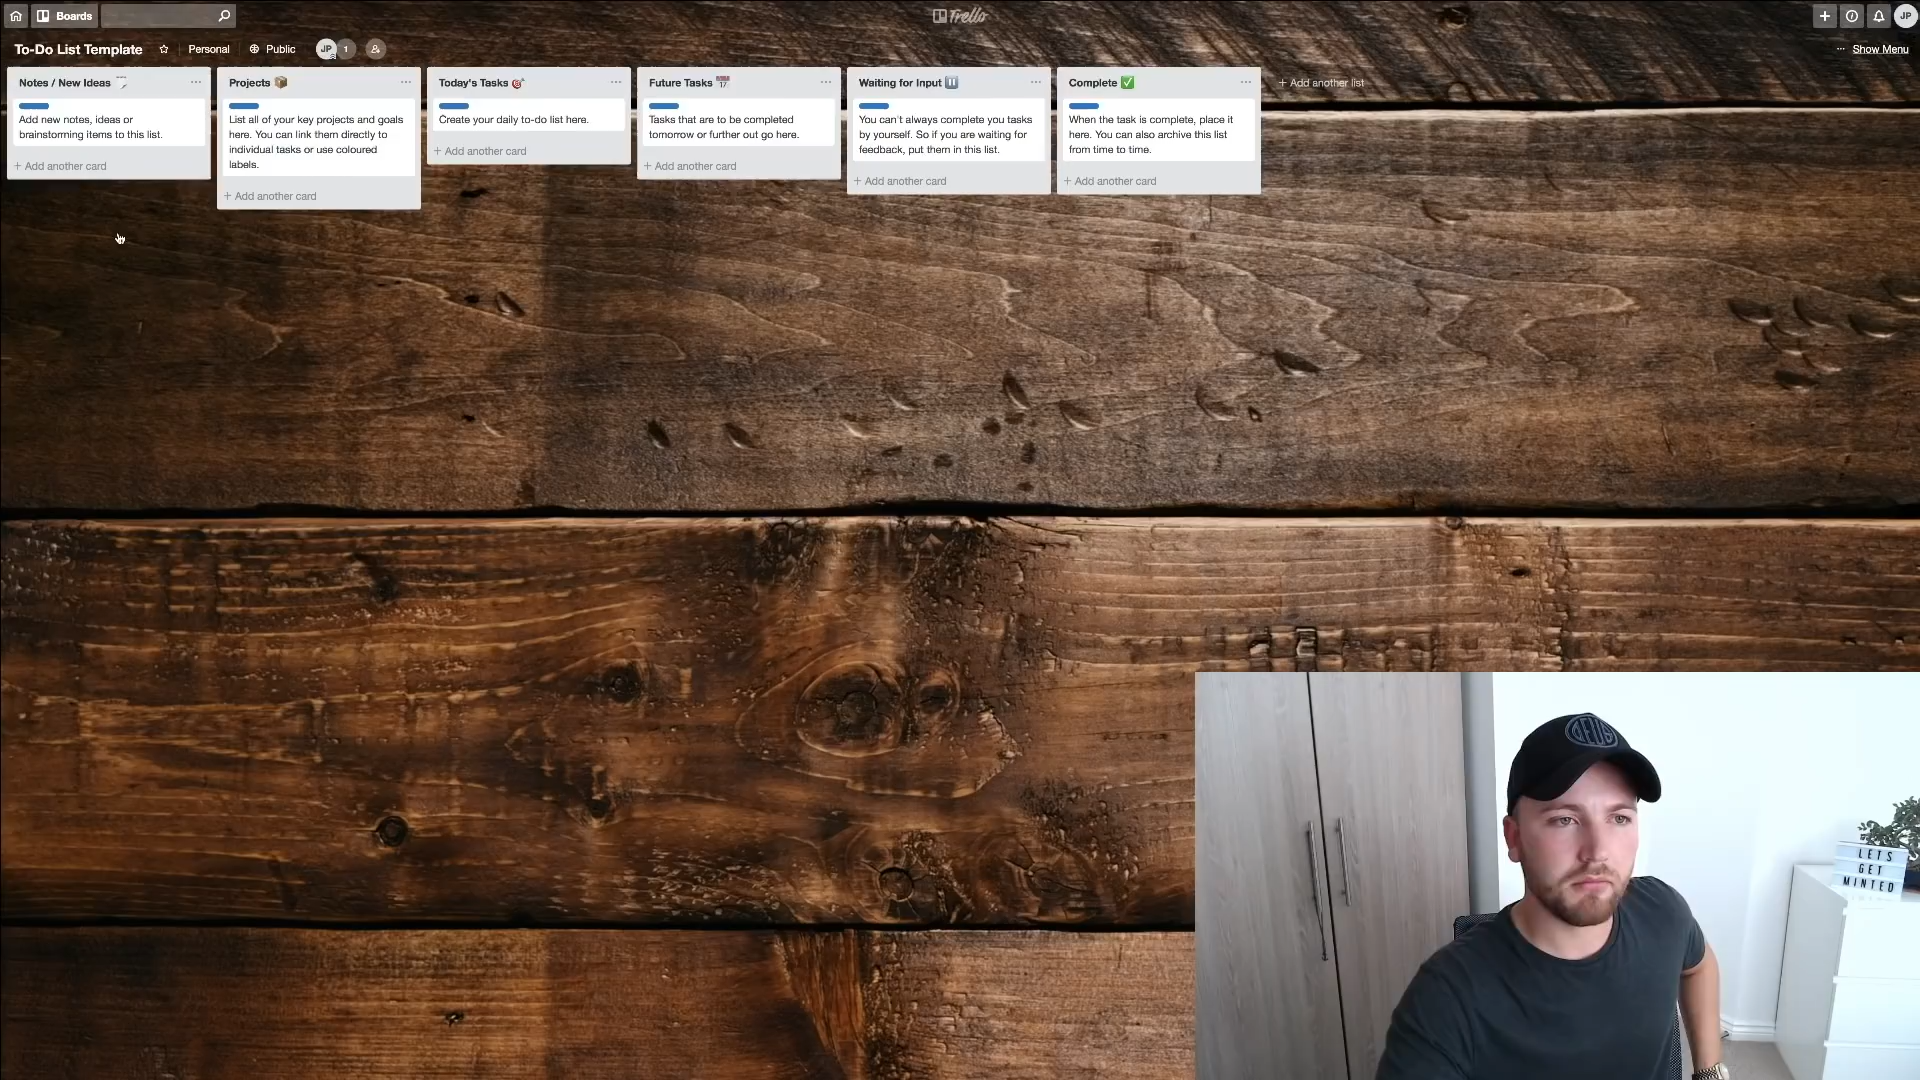 Boards
Trello
JP
To-Do List Template
Personal
Public
JP
1
Show Menu
Notes / New Ideas
Add new notes, ideas or
brainstorming items to this list.
+ Add another card
Projects
List all of your key projects and goals
here. You can link them directly to
individual tasks or use coloured
labels.
+ Add another card
Today's Tasks
Create your daily to-do list here.
+ Add another card
Future Tasks
Tasks that are to be completed
tomorrow or further out go here.
+ Add another card
Waiting for Input
You can't always complete you tasks
by yourself. So if you are waiting for
feedback, put them in this list.
+ Add another card
Complete
When the task is complete, place it
here. You can also archive this list
from time to time.
+ Add another card
+ Add another list
DEUS
LETS
GET
MINTED